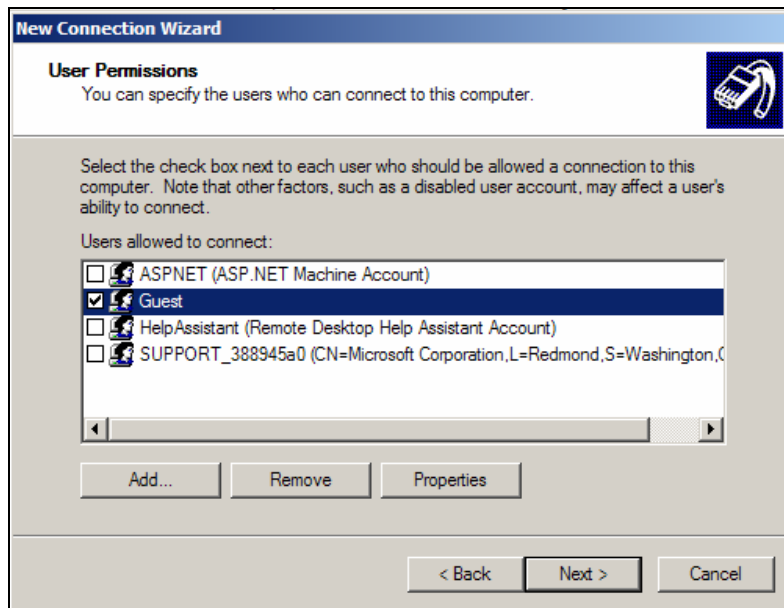 New Connection Wizard
User Permissions
You can specify the users who can connect to this computer.
Select the check box next to each user who should be allowed a connection to this
computer. Note that other factors, such as a disabled user account, may affect a user's
ability to connect.
Users allowed to connect:
ASPNET (ASP.NET Machine Account)
Guest
HelpAssistant (Remote Desktop Help Assistant Account)
SUPPORT_388945a0 (CN=Microsoft Corporation,L=Redmond,S=Washington,
Add...
Remove
Properties
< Back
Next >
Cancel